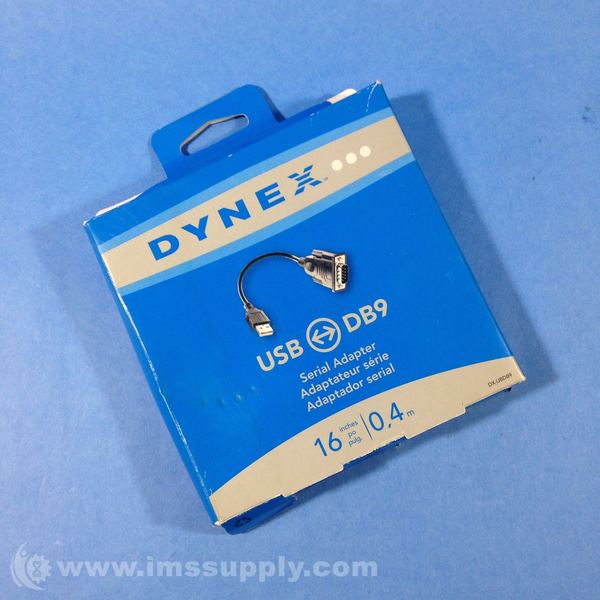 DYNEX™
USB DB9
Serial Adapter
Adaptateur série
Adaptador serial
16 inches po pulg. 0,4 m
DX-UBDB9
www.imssupply.com